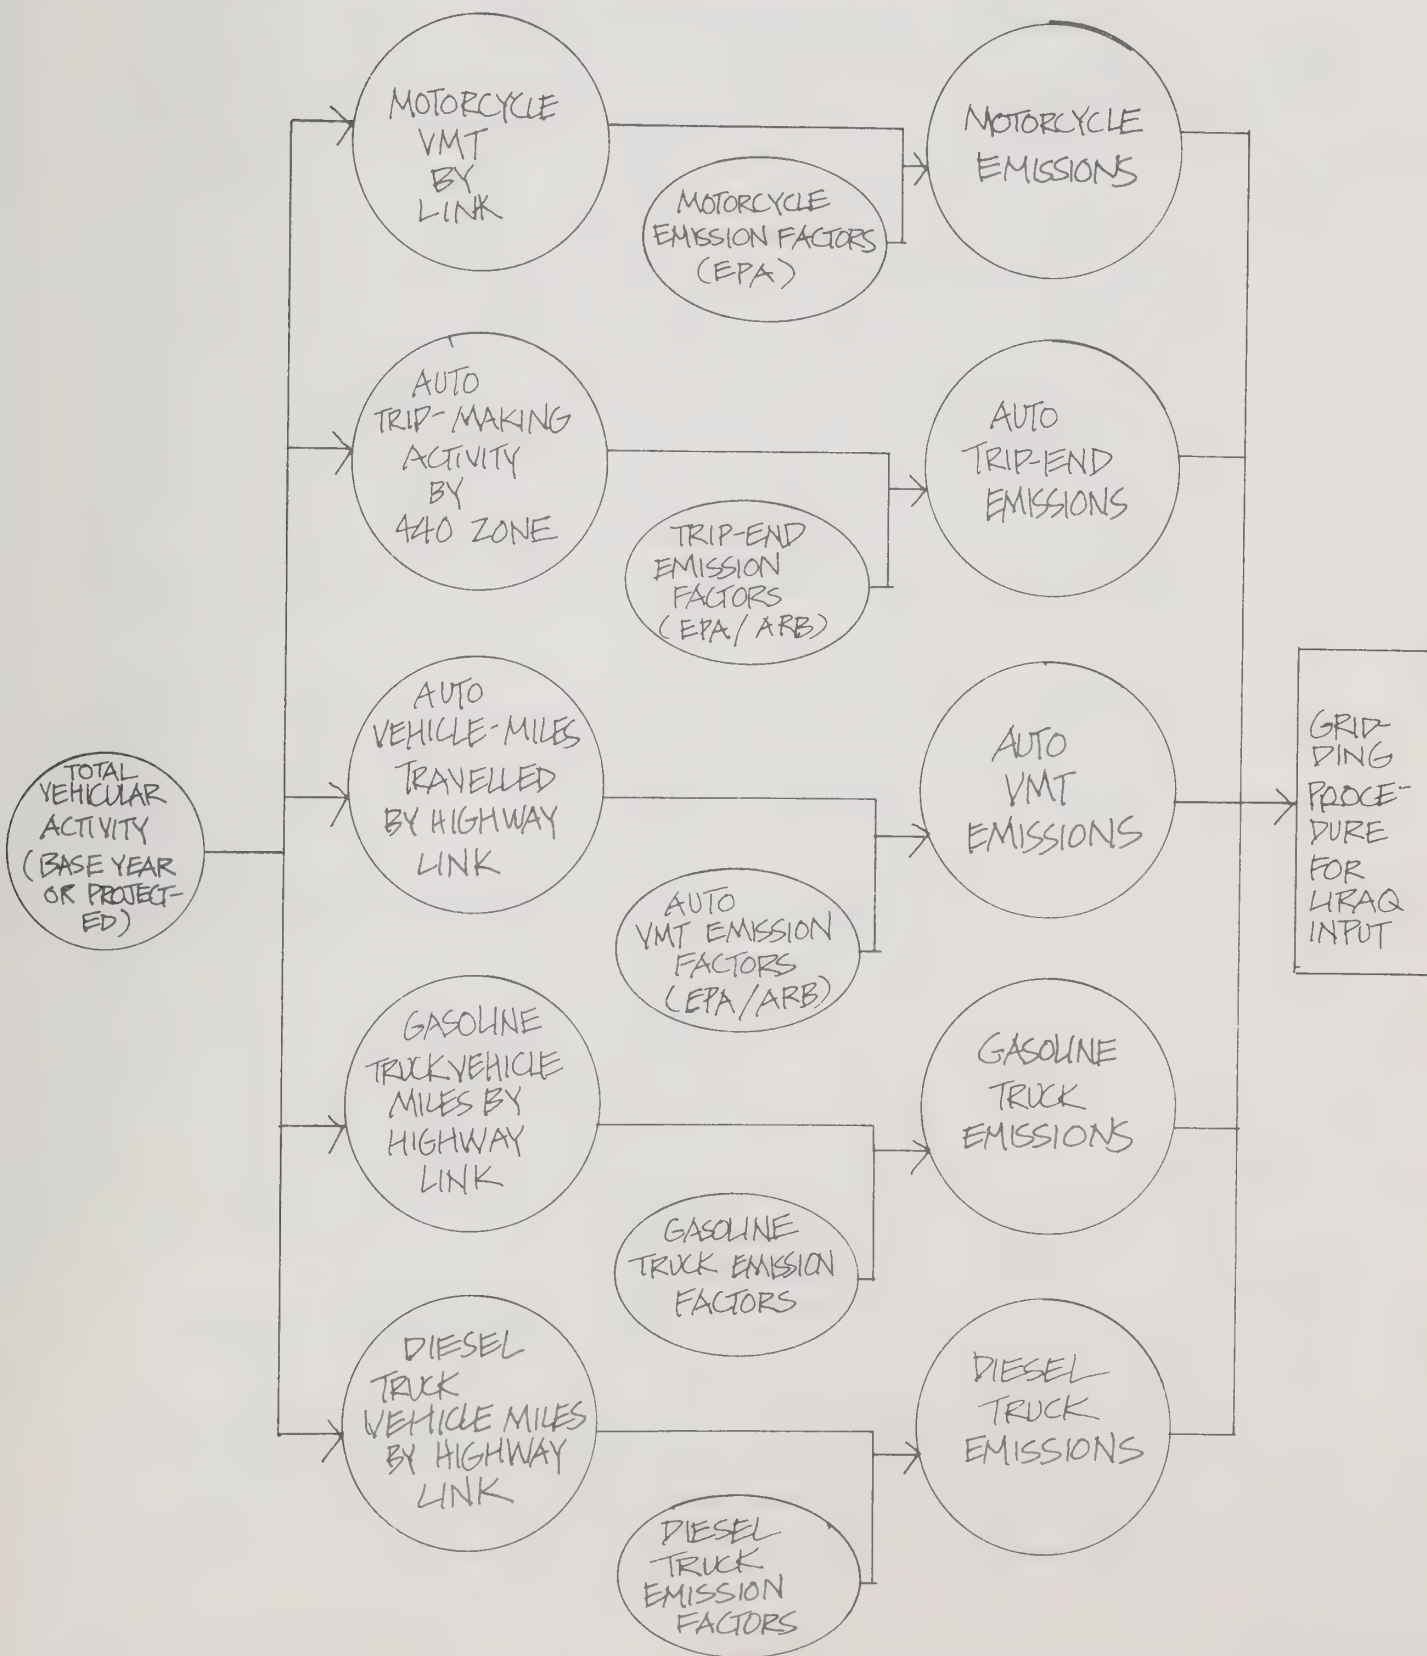 MOTORCYCLE
VMT
BY
LINK
MOTORCYCLE
EMISSION FACTORS
(EPA)
MOTORCYCLE
EMISSIONS
AUTO
TRIP-MAKING
ACTIVITY
BY
440 ZONE
TRIP-END
EMISSION
FACTORS
(EPA/ARB)
AUTO
TRIP-END
EMISSIONS
TOTAL
VEHICULAR
ACTIVITY
(BASE YEAR
OR PROJECT-
ED)
AUTO
VEHICLE-MILES
TRAVELLED
BY HIGHWAY
LINK
AUTO
VMT EMISSION
FACTORS
(EPA/ARB)
AUTO
VMT
EMISSIONS
GRID-
DING
PROCE-
DURE
FOR
LIRAQ
INPUT
GASOLINE
TRUCK VEHICLE
MILES BY
HIGHWAY
LINK
GASOLINE
TRUCK EMISSION
FACTORS
GASOLINE
TRUCK
EMISSIONS
DIESEL
TRUCK
VEHICLE MILES
BY HIGHWAY
LINK
DIESEL
TRUCK
EMISSION
FACTORS
DIESEL
TRUCK
EMISSIONS